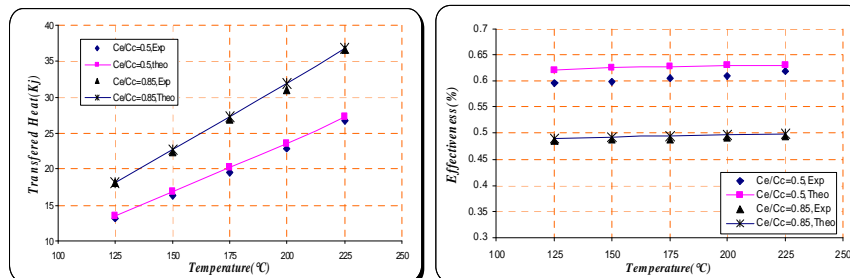 Transfered Heat(Kj)
40
35
30
25
20
15
10
100
125
150
175
200
225
250
Temperature(°C)
Ce/Cc=0.5,Exp
Ce/Cc=0.5,theo
Ce/Cc=0.85,Exp
Ce/Cc=0.85,Theo
Effectiveness(%)
0.7
0.65
0.6
0.55
0.5
0.45
0.4
0.35
0.3
100
125
150
175
200
225
250
Temperature(°C)
Ce/Cc=0.5,Exp
Ce/Cc=0.5,Theo
Ce/Cc=0.85,Exp
Ce/Cc=0.85,Theo